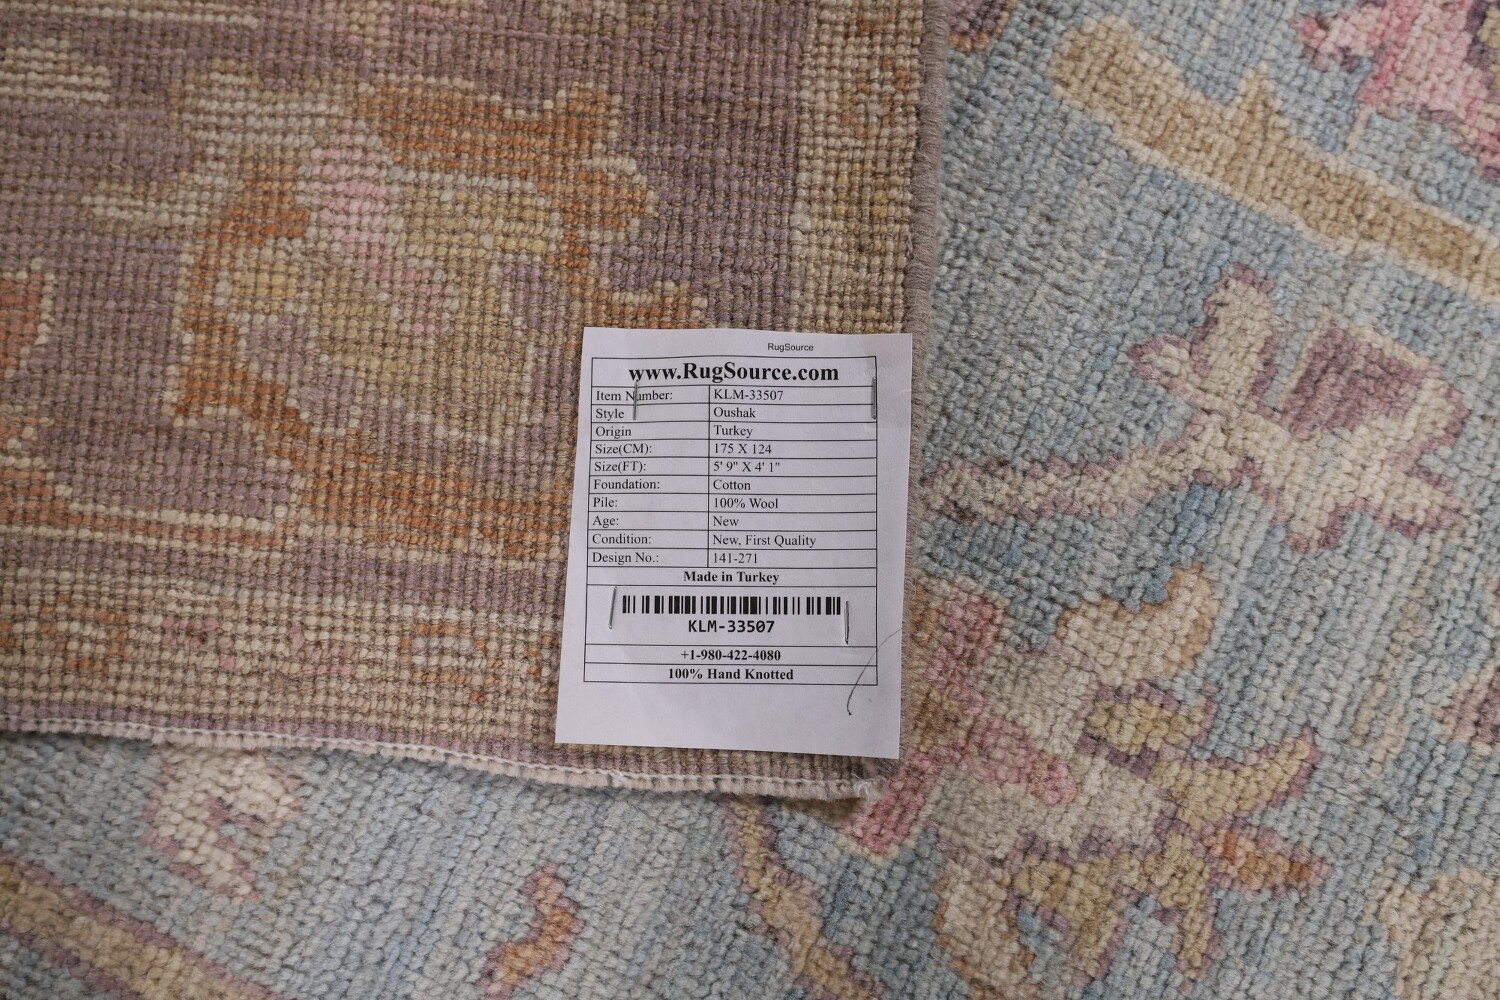 RugSource
www.RugSource.com
Item Number: KLM-33507
Style Oushak
Origin Turkey
Size(CM): 175 X 124
Size(FT): 5' 9" X 4' 1"
Foundation: Cotton
Pile: 100% Wool
Age: New
Condition: New, First Quality
Design No.: 141-271
Made in Turkey
KLM-33507
+1-980-422-4080
100% Hand Knotted